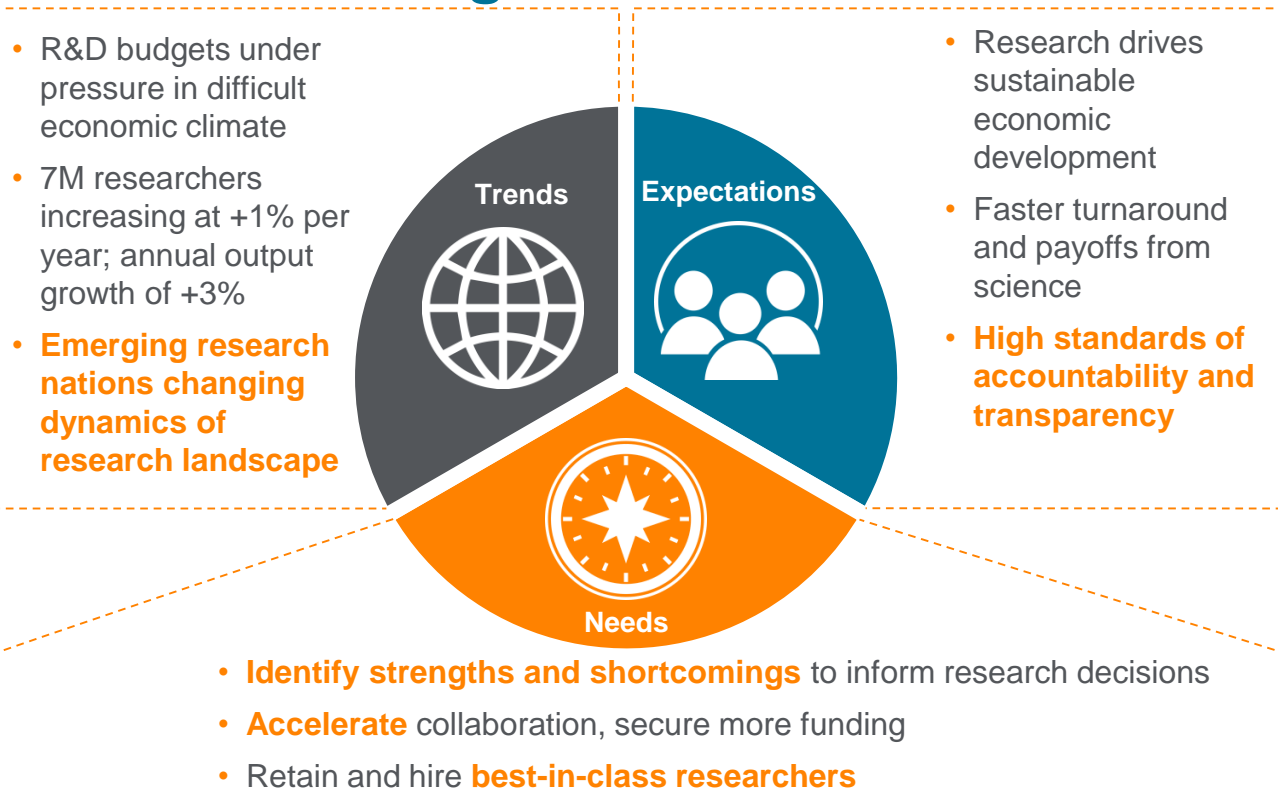 • R&D budgets under
pressure in difficult
economic climate
• 7M researchers
increasing at +1% per
year; annual output
growth of +3%
• Emerging research
nations changing
dynamics of
research landscape
Trends
Expectations
• Research drives
sustainable
economic
development
• Faster turnaround
and payoffs from
science
• High standards of
accountability and
transparency
Needs
• Identify strengths and shortcomings to inform research decisions
• Accelerate collaboration, secure more funding
• Retain and hire best-in-class researchers